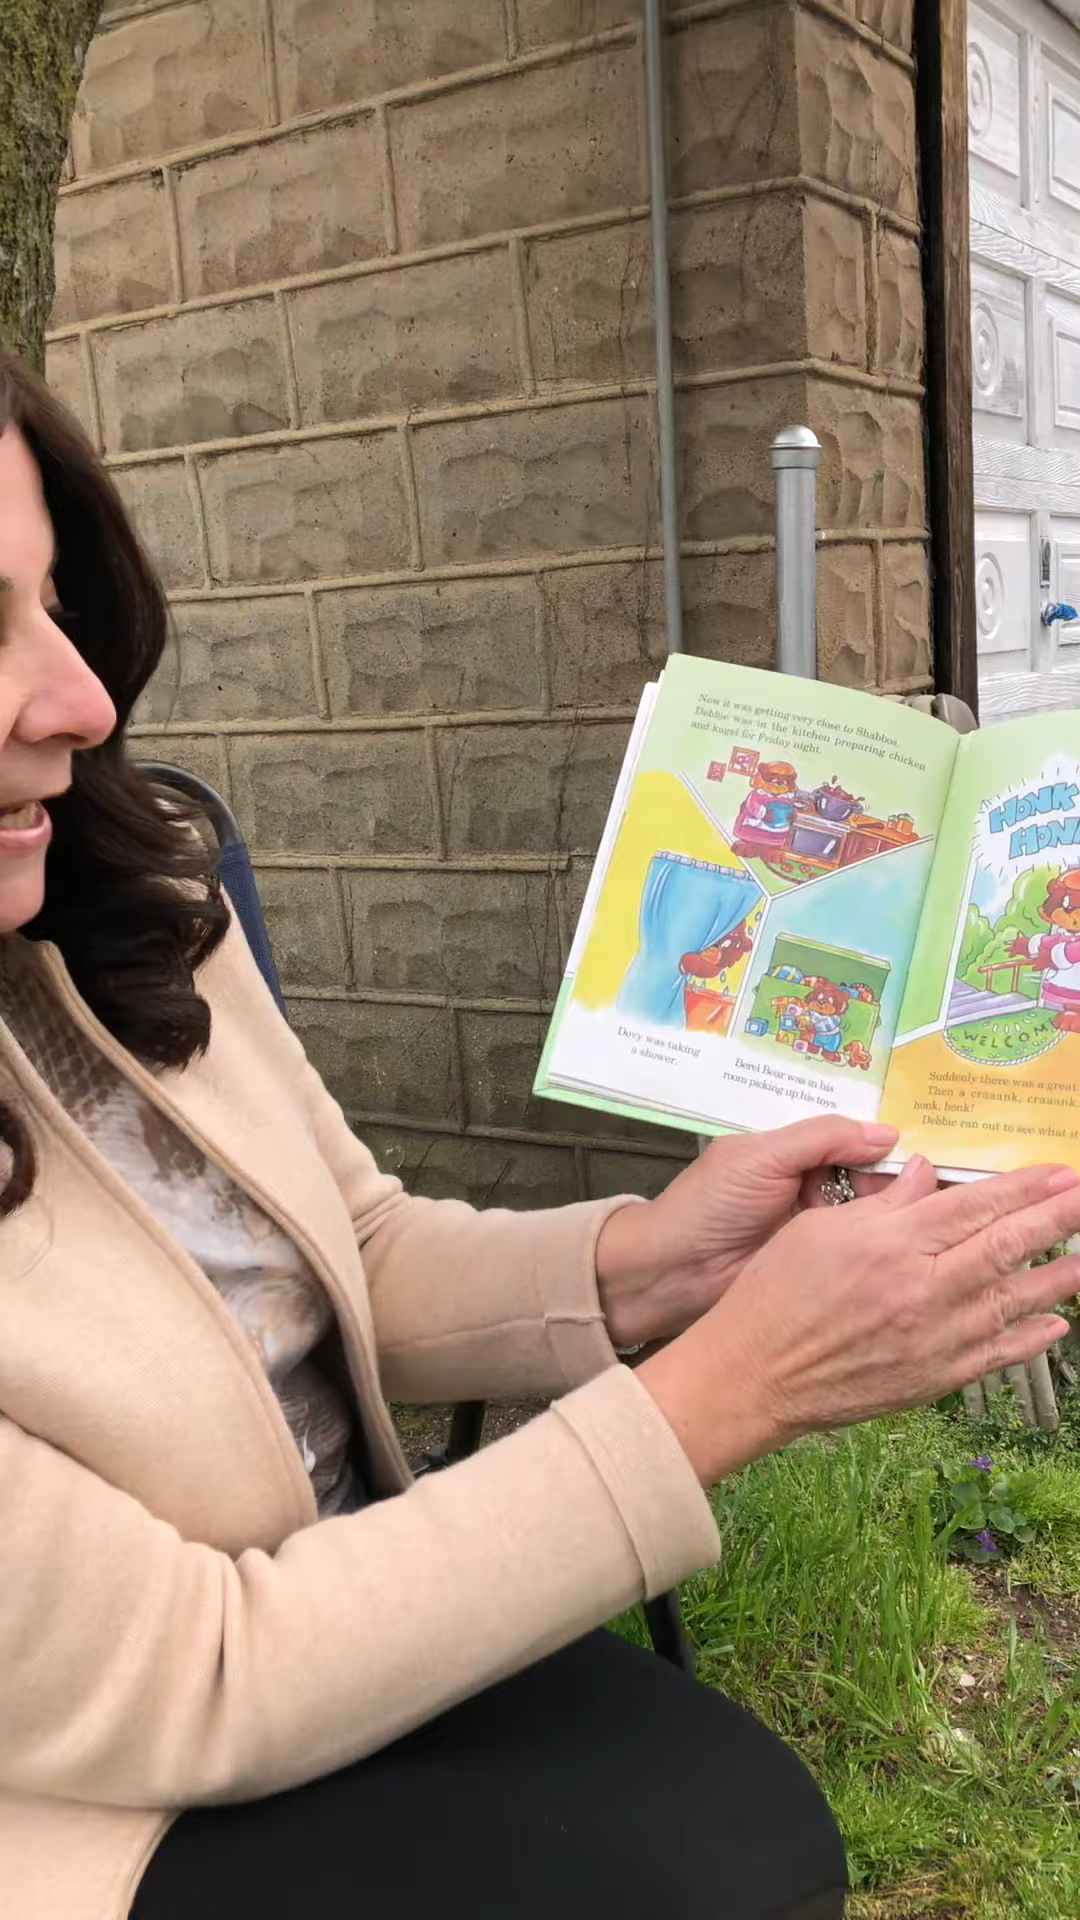 Now it was getting very close to Shabbos.
Debbie was in the kitchen preparing chicken
and kugel for Friday night.
Dovy was taking
a shower.
Berel Bear was in his
room picking up his toys.
HONK
HONK
WELCOM
Suddenly there was a great
Then a craaank, craaank
honk, honk!
Debbie ran out to see what it